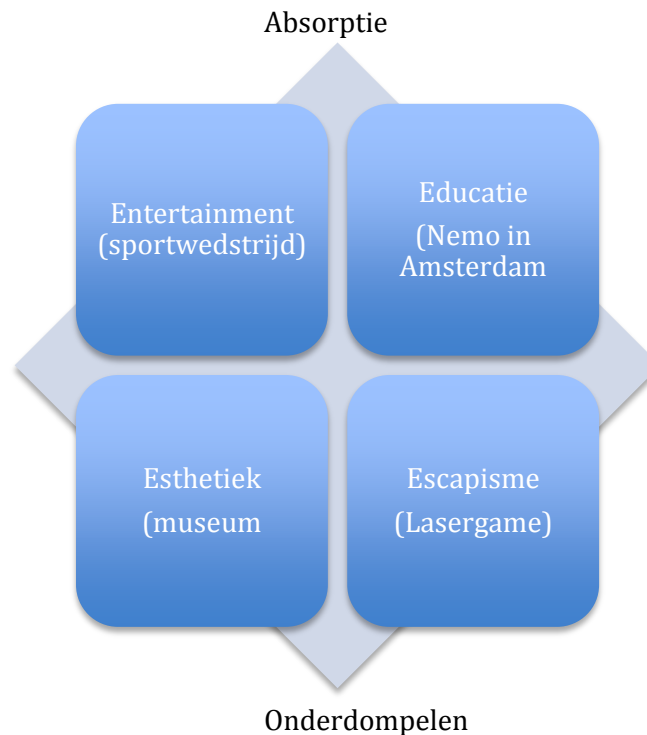 Absorptie
Entertainment
(sportwedstrijd)
Educatie
(Nemo in
Amsterdam
Esthetiek
(museum
Escapisme
(Lasergame)
Onderdompelen